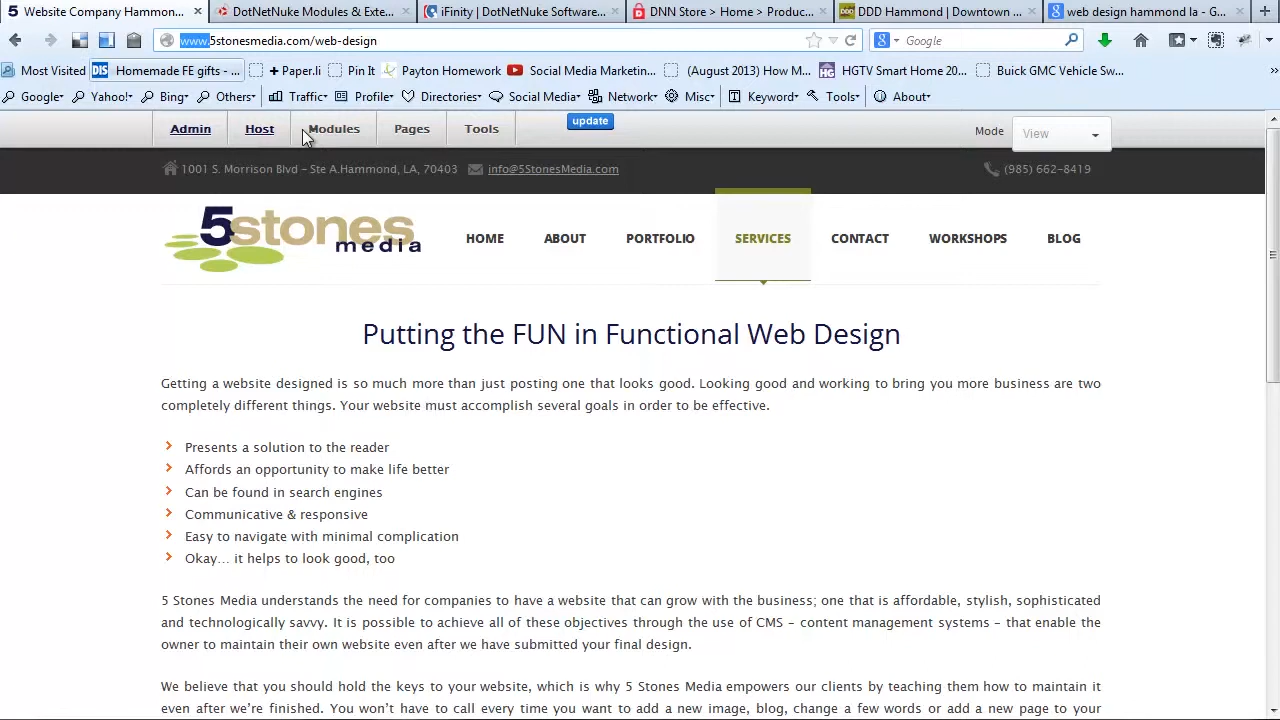 5 Website Company Hammon... ×
DotNetNuke Modules & Exte... ×
iFinity | DotNetNuke Software... ×
DNN Store > Home > Produc... ×
DDD Hammond | Downtown ... ×
web design hammond la - G... ×
www.5stonesmedia.com/web-design
Google
Most Visited
DIS Homemade FE gifts - ...
+ Paper.li
Pin It
Payton Homework
Social Media Marketin...
(August 2013) How M...
HG HGTV Smart Home 20...
Buick GMC Vehicle Sw...
»
Google▾ Yahoo!▾ Bing▾ Others▾ Traffic▾ Profile▾ Directories▾ Social Media▾ Network▾ Misc▾ Keyword▾ Tools▾ About▾
Admin Host Modules Pages Tools
update
Mode View
1001 S. Morrison Blvd - Ste A.Hammond, LA, 70403 info@5StonesMedia.com (985) 662-8419
5stones
media
HOME ABOUT PORTFOLIO SERVICES CONTACT WORKSHOPS BLOG
Putting the FUN in Functional Web Design
Getting a website designed is so much more than just posting one that looks good. Looking good and working to bring you more business are two
completely different things. Your website must accomplish several goals in order to be effective.
Presents a solution to the reader
Affords an opportunity to make life better
Can be found in search engines
Communicative & responsive
Easy to navigate with minimal complication
Okay... it helps to look good, too
5 Stones Media understands the need for companies to have a website that can grow with the business; one that is affordable, stylish, sophisticated
and technologically savvy. It is possible to achieve all of these objectives through the use of CMS – content management systems – that enable the
owner to maintain their own website even after we have submitted your final design.
We believe that you should hold the keys to your website, which is why 5 Stones Media empowers our clients by teaching them how to maintain it
even after we're finished. You won't have to call every time you want to add a new image, blog, change a few words or add a new page to your